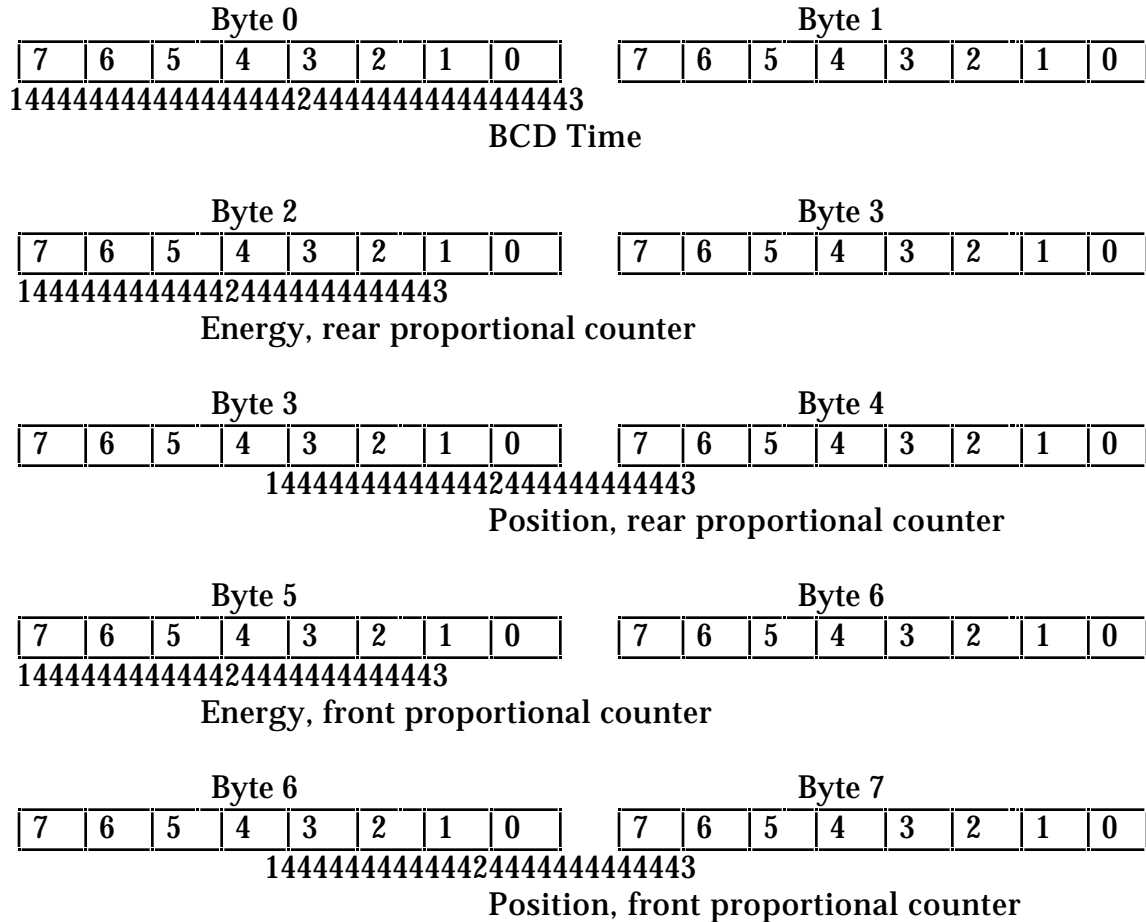 Byte 0 Byte 1
7 6 5 4 3 2 1 0 7 6 5 4 3 2 1 0
144444444444444444244444444444444443
BCD Time
Byte 2 Byte 3
7 6 5 4 3 2 1 0 7 6 5 4 3 2 1 0
144444444444424444444444443
Energy, rear proportional counter
Byte 3 Byte 4
7 6 5 4 3 2 1 0 7 6 5 4 3 2 1 0
144444444444442444444444443
Position, rear proportional counter
Byte 5 Byte 6
7 6 5 4 3 2 1 0 7 6 5 4 3 2 1 0
144444444444424444444444443
Energy, front proportional counter
Byte 6 Byte 7
7 6 5 4 3 2 1 0 7 6 5 4 3 2 1 0
144444444444424444444444443
Position, front proportional counter